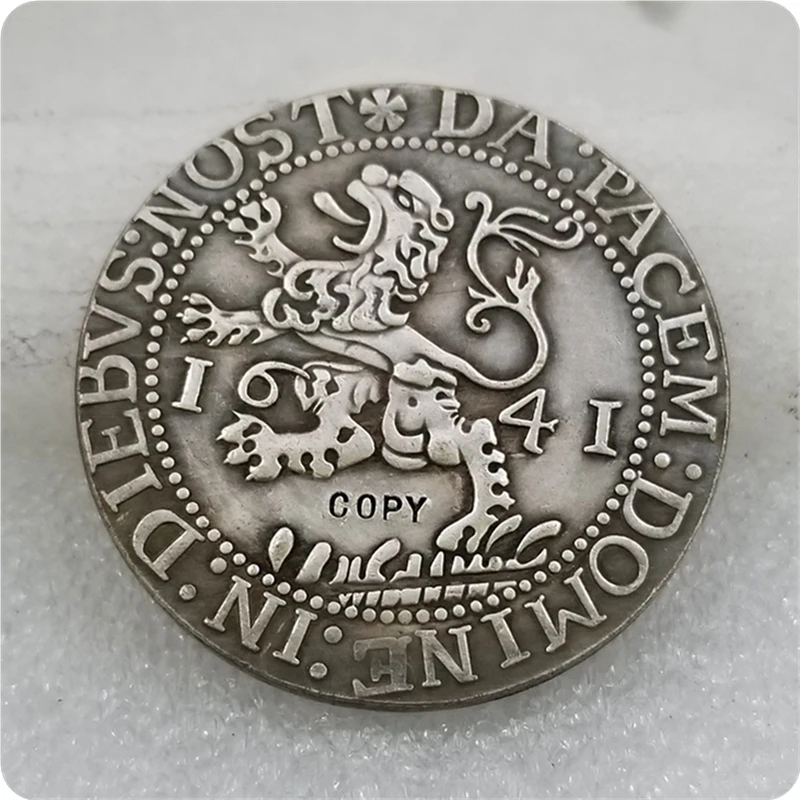 DA · PACEM : DOMINE · IN · DIEBVS : NOST
1641
COPY